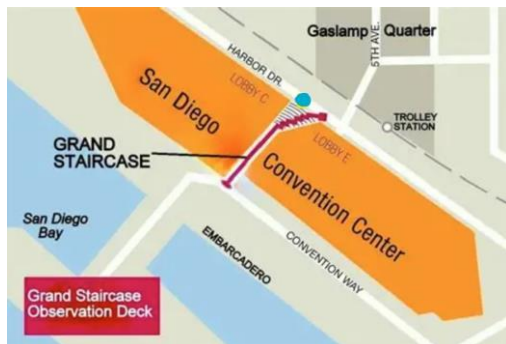 Gaslamp Quarter
5TH AVE.
HARBOR DR.
San Diego
LOBBY C
TROLLEY
STATION
GRAND
STAIRCASE
LOBBY E
Convention Center
San Diego
Bay
EMBARCADERO
CONVENTION WAY
Grand Staircase
Observation Deck